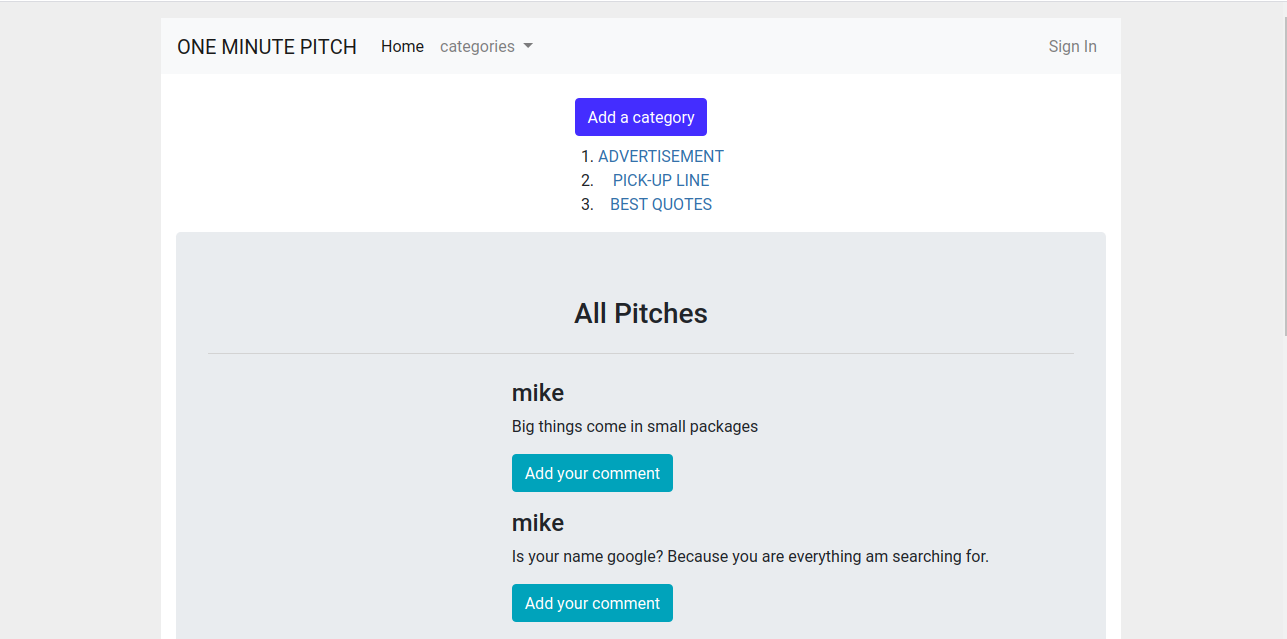 ONE MINUTE PITCH Home categories Sign In
Add a category
1. ADVERTISEMENT
2. PICK-UP LINE
3. BEST QUOTES
All Pitches
mike
Big things come in small packages
Add your comment
mike
Is your name google? Because you are everything am searching for.
Add your comment